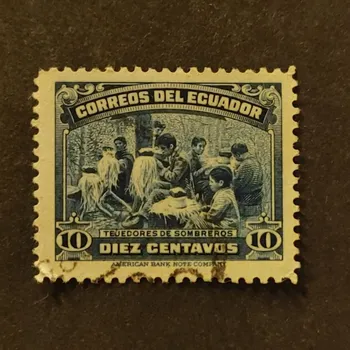 CORREOS DEL ECUADOR
TEJEDORES DE SOMBREROS
10 DIEZ CENTAVOS 10
AMERICAN BANK NOTE COMPANY